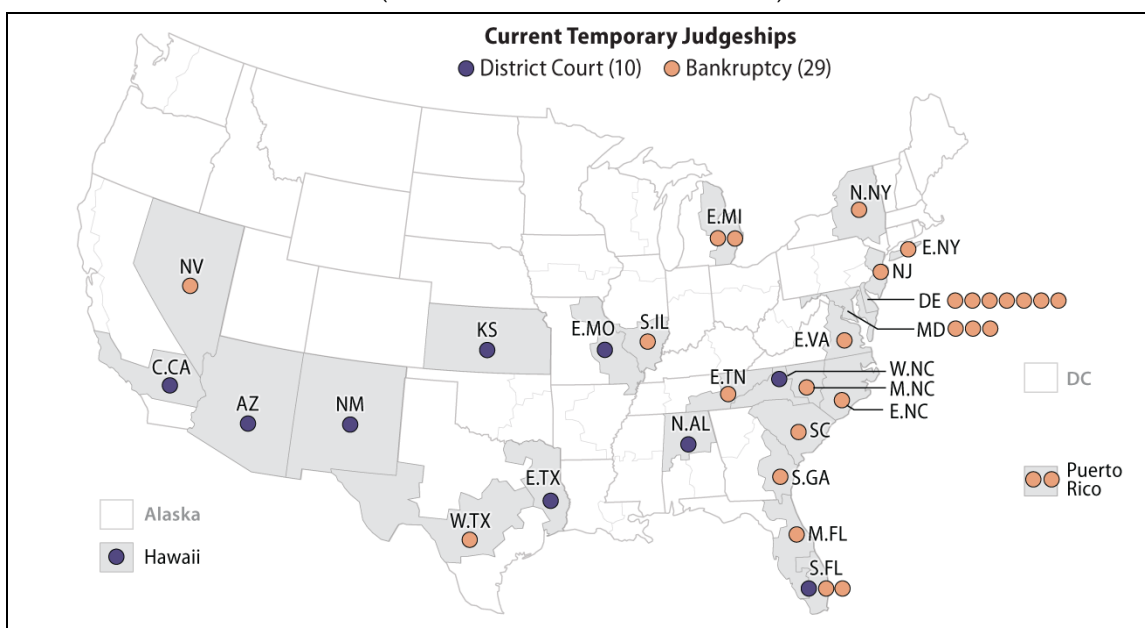 Current Temporary Judgeships
District Court (10) Bankruptcy (29)
N.NY
E.MI
E.NY
NV
NJ
DE
MD
KS
E.MO
S.IL
E.VA
C.CA
W.NC
DC
E.TN
M.NC
AZ
NM
E.NC
N.AL
SC
E.TX
S.GA
Puerto
Rico
Alaska
W.TX
M.FL
Hawaii
S.FL